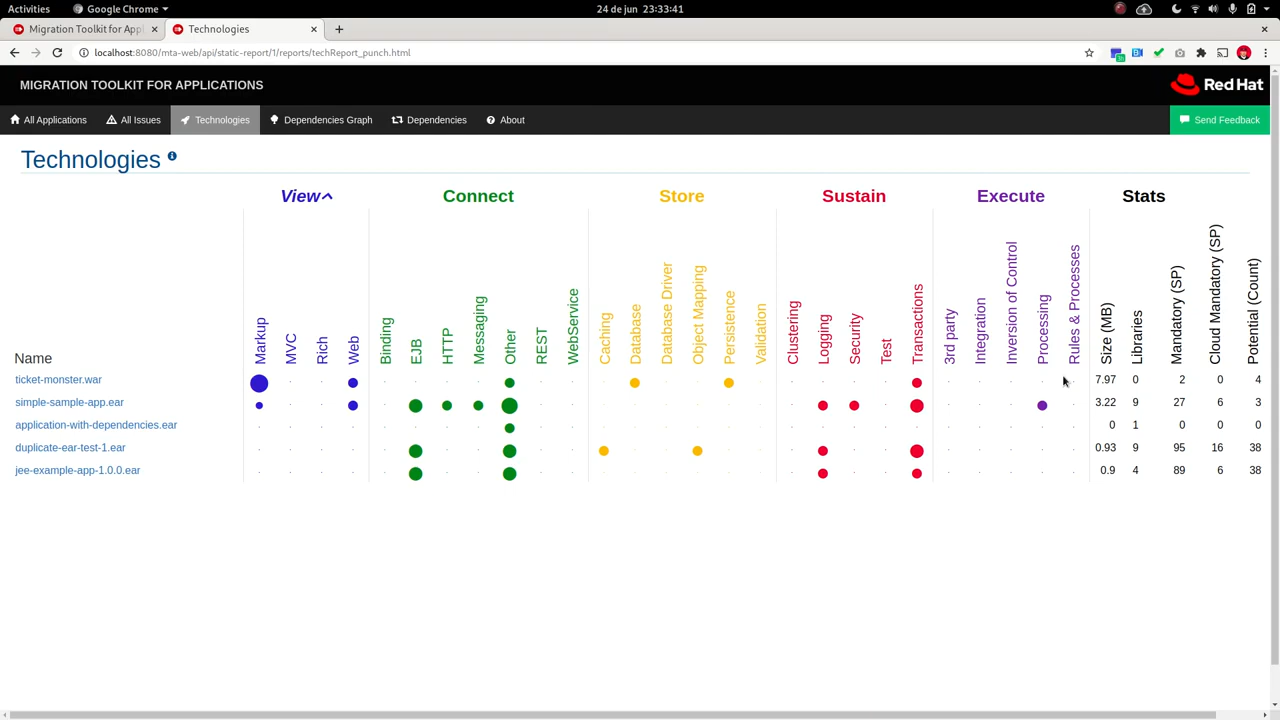 Activities
Google Chrome
24 de jun 23:33:41
Migration Toolkit for Appl
Technologies
localhost:8080/mta-web/api/static-report/1/reports/techReport_punch.html
MIGRATION TOOLKIT FOR APPLICATIONS
Red Hat
All Applications
All Issues
Technologies
Dependencies Graph
Dependencies
About
Send Feedback
Technologies
View Connect Store Sustain Execute Stats
Name Markup MVC Rich Web Binding EJB HTTP Messaging Other REST WebService Caching Database Database Driver Object Mapping Persistence Validation Clustering Logging Security Test Transactions 3rd party Integration Inversion of Control Processing Rules & Processes Size (MB) Libraries Mandatory (SP) Cloud Mandatory (SP) Potential (Count)
ticket-monster.war 7.97 0 2 0 4
simple-sample-app.ear 3.22 9 27 6 3
application-with-dependencies.ear 0 1 0 0 0
duplicate-ear-test-1.ear 0.93 9 95 16 38
jee-example-app-1.0.0.ear 0.9 4 89 6 38